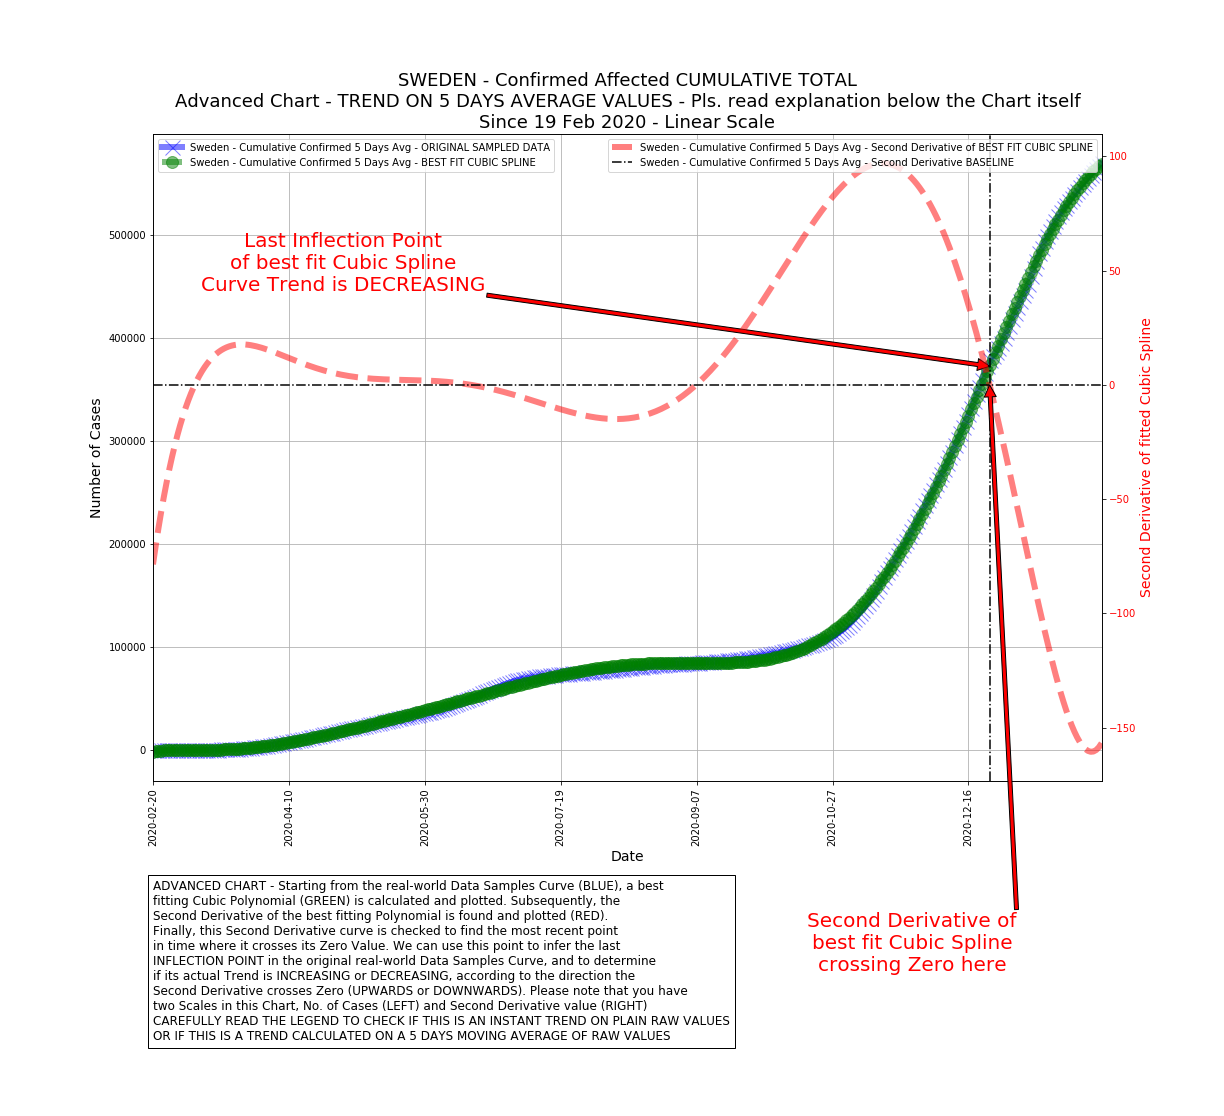 SWEDEN - Confirmed Affected CUMULATIVE TOTAL
Advanced Chart - TREND ON 5 DAYS AVERAGE VALUES - Pls. read explanation below the Chart itself
Since 19 Feb 2020 - Linear Scale
Sweden - Cumulative Confirmed 5 Days Avg - ORIGINAL SAMPLED DATA
Sweden - Cumulative Confirmed 5 Days Avg - BEST FIT CUBIC SPLINE
Sweden - Cumulative Confirmed 5 Days Avg - Second Derivative of BEST FIT CUBIC SPLINE
Sweden - Cumulative Confirmed 5 Days Avg - Second Derivative BASELINE
Last Inflection Point
of best fit Cubic Spline
Curve Trend is DECREASING
Number of Cases
500000
400000
300000
200000
100000
0
100
50
0
−50
−100
−150
Second Derivative of fitted Cubic Spline
2020-02-20
2020-04-10
2020-05-30
2020-07-19
2020-09-07
2020-10-27
2020-12-16
Date
ADVANCED CHART - Starting from the real-world Data Samples Curve (BLUE), a best
fitting Cubic Polynomial (GREEN) is calculated and plotted. Subsequently, the
Second Derivative of the best fitting Polynomial is found and plotted (RED).
Finally, this Second Derivative curve is checked to find the most recent point
in time where it crosses its Zero Value. We can use this point to infer the last
INFLECTION POINT in the original real-world Data Samples Curve, and to determine
if its actual Trend is INCREASING or DECREASING, according to the direction the
Second Derivative crosses Zero (UPWARDS or DOWNWARDS). Please note that you have
two Scales in this Chart, No. of Cases (LEFT) and Second Derivative value (RIGHT)
CAREFULLY READ THE LEGEND TO CHECK IF THIS IS AN INSTANT TREND ON PLAIN RAW VALUES
OR IF THIS IS A TREND CALCULATED ON A 5 DAYS MOVING AVERAGE OF RAW VALUES
Second Derivative of
best fit Cubic Spline
crossing Zero here